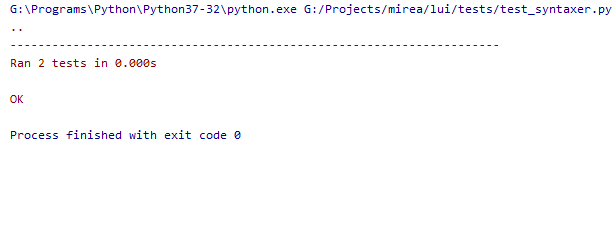 G:\Programs\Python\Python37-32\python.exe G:/Projects/mirea/lui/tests/test_syntaxer.py
..
----------------------------------------------------------------------
Ran 2 tests in 0.000s
OK
Process finished with exit code 0